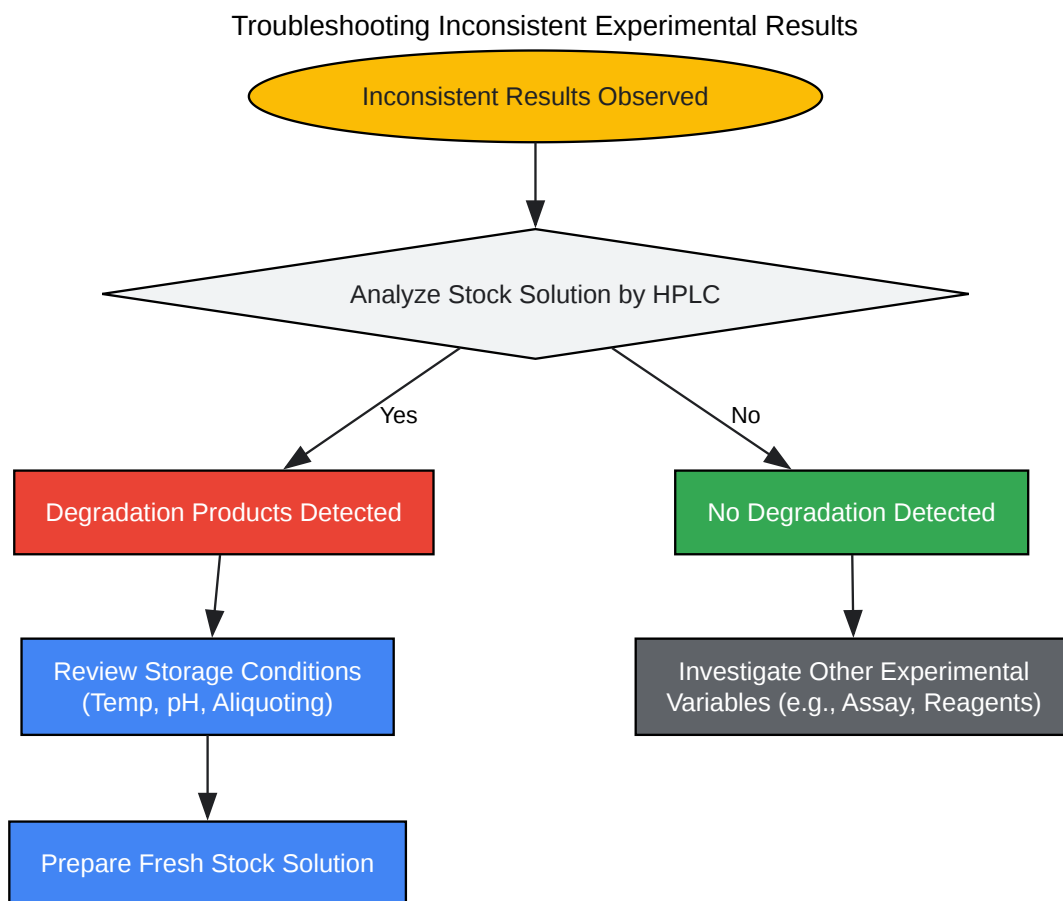 Troubleshooting Inconsistent Experimental Results
Inconsistent Results Observed
Analyze Stock Solution by HPLC
Yes
No
Degradation Products Detected
No Degradation Detected
Review Storage Conditions
(Temp, pH, Aliquoting)
Investigate Other Experimental
Variables (e.g., Assay, Reagents)
Prepare Fresh Stock Solution